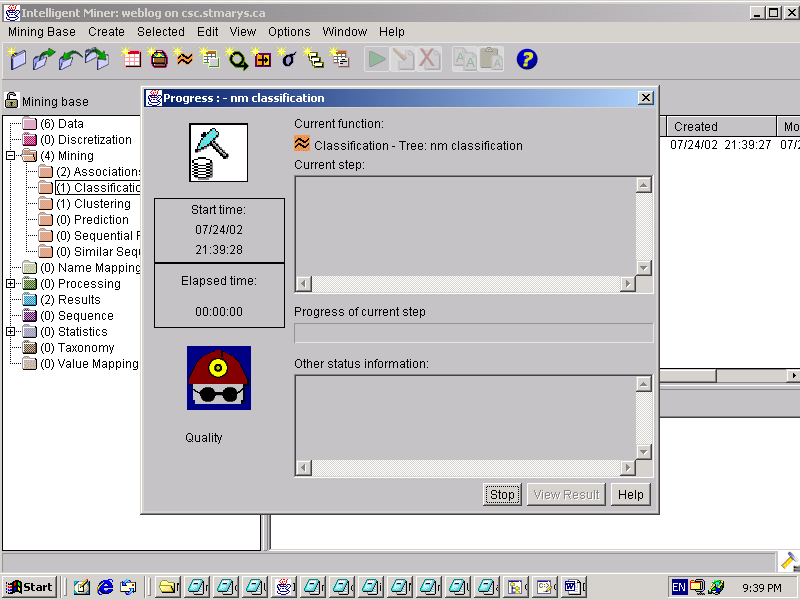 Intelligent Miner: weblog on csc.stmarys.ca
Mining Base Create Selected Edit View Options Window Help
Mining base
(6) Data
(0) Discretization
(4) Mining
(2) Association
(1) Classificatio
(1) Clustering
(0) Prediction
(0) Sequential
(0) Similar Sequ
(0) Name Mapping
(0) Processing
(2) Results
(0) Sequence
(0) Statistics
(0) Taxonomy
(0) Value Mapping
Created Mo
07/24/02 21:39:27 07/2
Progress : - nm classification
Start time:
07/24/02
21:39:28
Elapsed time:
00:00:00
Quality
Current function:
Classification - Tree: nm classification
Current step:
Progress of current step
Other status information:
Stop View Result Help
Start
EN 9:39 PM